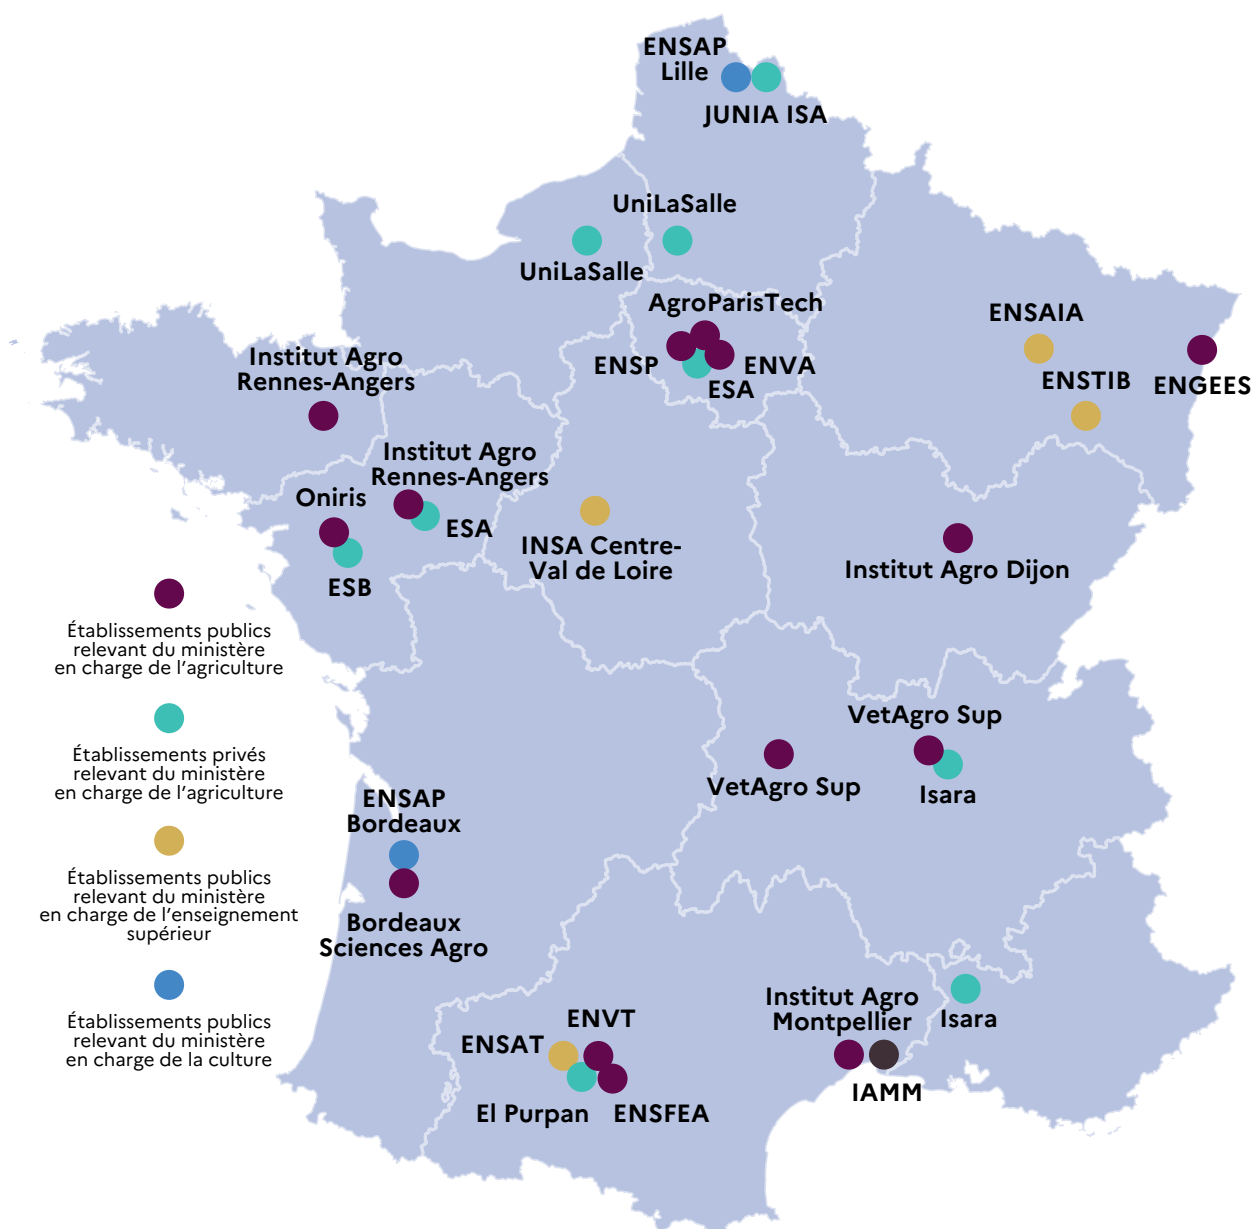 ENSAP
Lille
JUNIA ISA
UniLaSalle
UniLaSalle
AgroParisTech
ENSP
ENVA
ESA
ENSAIA
ENSTIB
ENGEES
Institut Agro
Rennes-Angers
Institut Agro
Rennes-Angers
Oniris
ESA
ESB
INSA Centre-
Val de Loire
Institut Agro Dijon
Établissements publics
relevant du ministère
en charge de l'agriculture
Établissements privés
relevant du ministère
en charge de l'agriculture
Établissements publics
relevant du ministère
en charge de l'enseignement
supérieur
Établissements publics
relevant du ministère
en charge de la culture
VetAgro Sup
VetAgro Sup
Isara
ENSAP
Bordeaux
Bordeaux
Sciences Agro
Institut Agro
Montpellier
Isara
IAMM
ENVT
ENSAT
El Purpan
ENSFEA